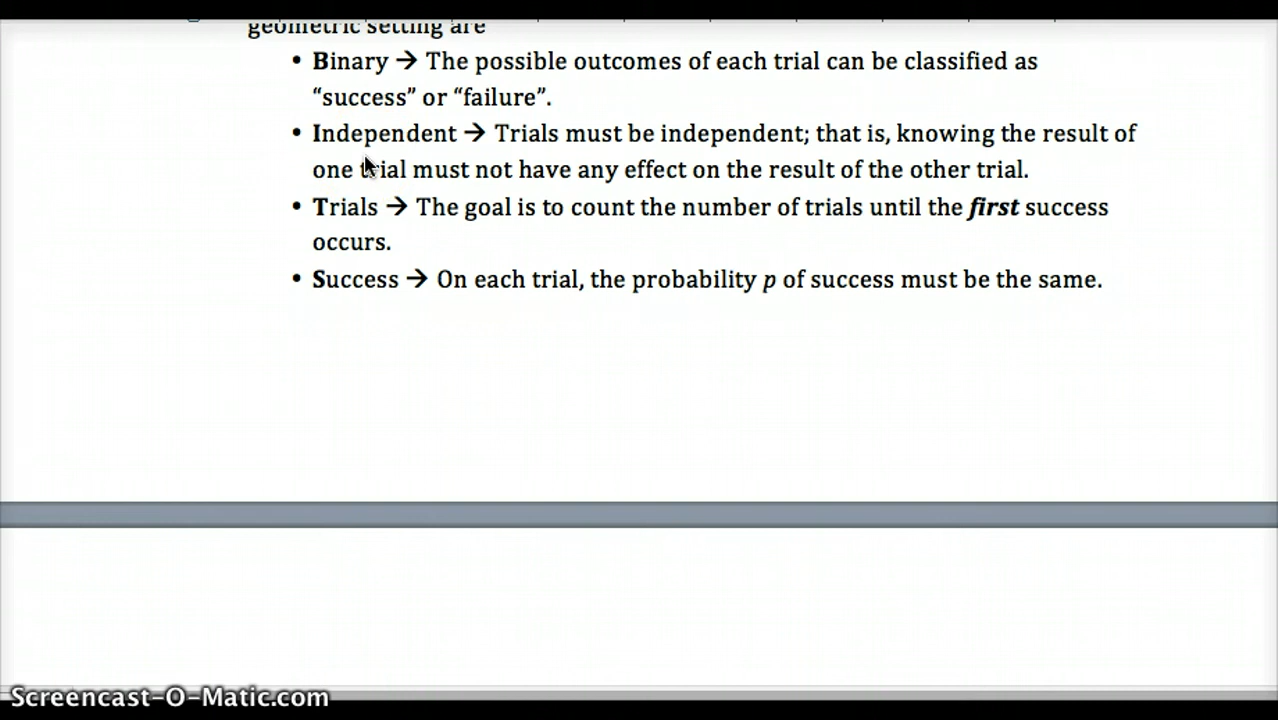 geometric setting are
• Binary → The possible outcomes of each trial can be classified as
“success” or “failure”.
• Independent → Trials must be independent; that is, knowing the result of
one trial must not have any effect on the result of the other trial.
• Trials → The goal is to count the number of trials until the first success
occurs.
• Success → On each trial, the probability p of success must be the same.
Screencast-O-Matic.com